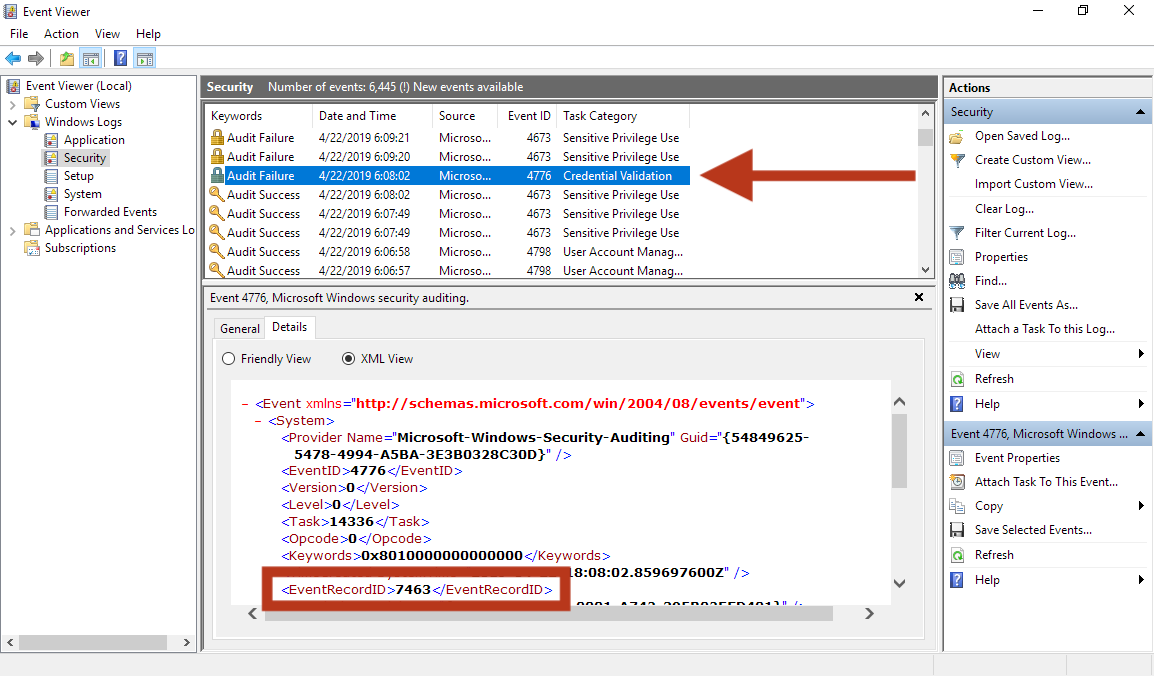 Event Viewer
File Action View Help
Event Viewer (Local)
Custom Views
Windows Logs
Application
Security
Setup
System
Forwarded Events
Applications and Services Lo
Subscriptions
Security Number of events: 6,445 (!) New events available
Keywords Date and Time Source Event ID Task Category
Audit Failure 4/22/2019 6:09:21 Microso... 4673 Sensitive Privilege Use
Audit Failure 4/22/2019 6:09:20 Microso... 4673 Sensitive Privilege Use
Audit Failure 4/22/2019 6:08:02 Microso... 4776 Credential Validation
Audit Success 4/22/2019 6:08:02 Microso... 4673 Sensitive Privilege Use
Audit Success 4/22/2019 6:07:49 Microso... 4673 Sensitive Privilege Use
Audit Success 4/22/2019 6:07:49 Microso... 4673 Sensitive Privilege Use
Audit Success 4/22/2019 6:06:58 Microso... 4798 User Account Manag...
Audit Success 4/22/2019 6:06:57 Microso... 4798 User Account Manag...
Event 4776, Microsoft Windows security auditing.
General Details
Friendly View XML View
- <Event xmlns="http://schemas.microsoft.com/win/2004/08/events/event">
- <System>
<Provider Name="Microsoft-Windows-Security-Auditing" Guid="{54849625-
5478-4994-A5BA-3E3B0328C30D}" />
<EventID>4776</EventID>
<Version>0</Version>
<Level>0</Level>
<Task>14336</Task>
<Opcode>0</Opcode>
<Keywords>0x8010000000000000</Keywords>
18:08:02.859697600Z" />
<EventRecordID>7463</EventRecordID>
Actions
Security
Open Saved Log...
Create Custom View...
Import Custom View...
Clear Log...
Filter Current Log...
Properties
Find...
Save All Events As...
Attach a Task To this Log...
View
Refresh
Help
Event 4776, Microsoft Windows ...
Event Properties
Attach Task To This Event...
Copy
Save Selected Events...
Refresh
Help